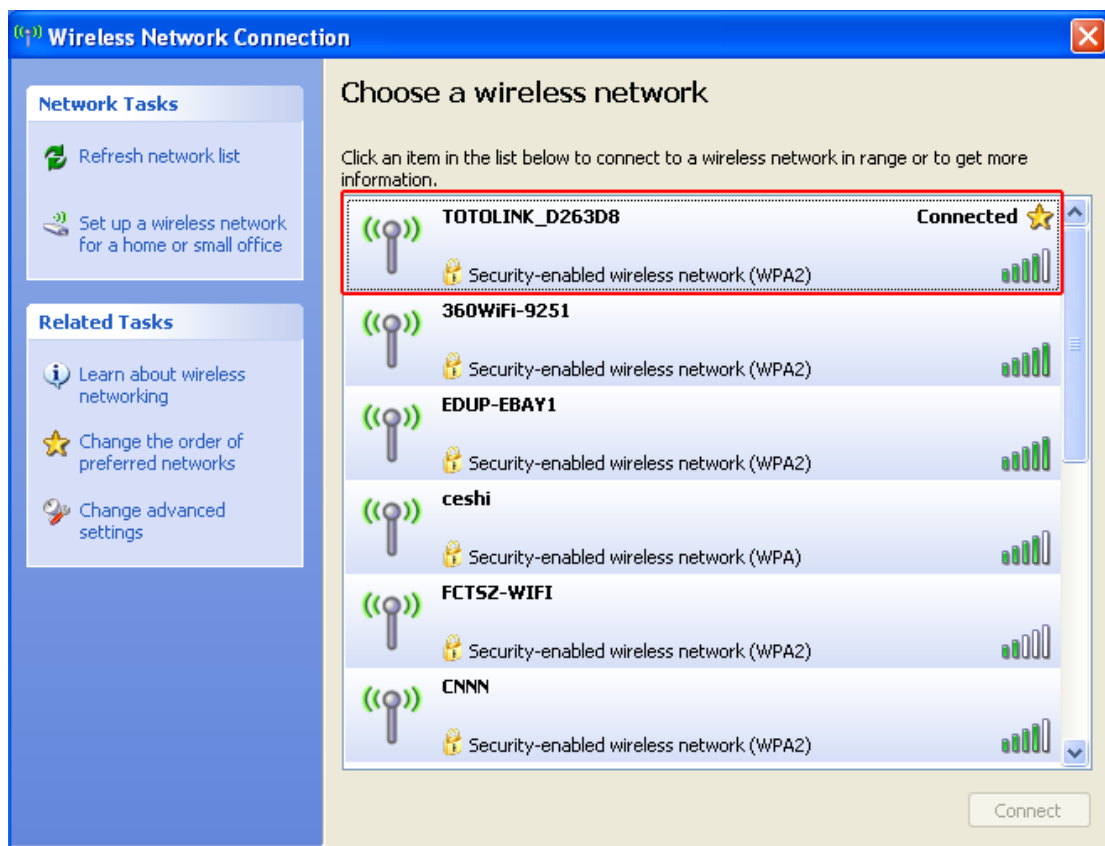 Wireless Network Connection
Network Tasks
Refresh network list
Set up a wireless network
for a home or small office
Related Tasks
Learn about wireless
networking
Change the order of
preferred networks
Change advanced
settings
Choose a wireless network
Click an item in the list below to connect to a wireless network in range or to get more
information.
TOTOLINK_D263D8 Connected
Security-enabled wireless network (WPA2)
360WiFi-9251
Security-enabled wireless network (WPA2)
EDUP-EBAY1
Security-enabled wireless network (WPA2)
ceshi
Security-enabled wireless network (WPA)
FCTSZ-WIFI
Security-enabled wireless network (WPA2)
CNNN
Security-enabled wireless network (WPA2)
Connect